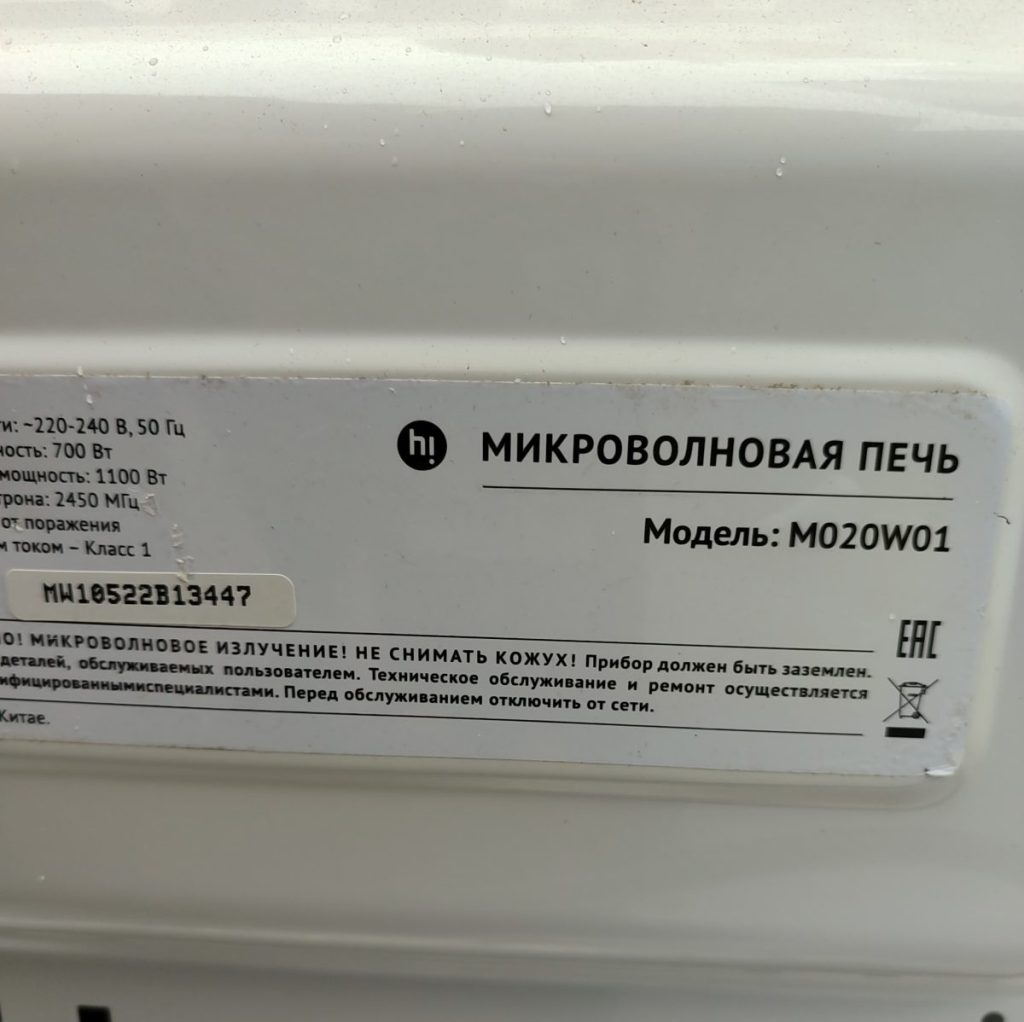 ти: ~220-240 В, 50 Гц
ность: 700 Вт
мощность: 1100 Вт
трона: 2450 МГц
от поражения
м током – Класс 1
MW10522B13447
h!
МИКРОВОЛНОВАЯ ПЕЧЬ
Модель: M020W01
EAC
НО! МИКРОВОЛНОВОЕ ИЗЛУЧЕНИЕ! НЕ СНИМАТЬ КОЖУХ! Прибор должен быть заземлен.
деталей, обслуживаемых пользователем. Техническое обслуживание и ремонт осуществляется
ифицированнымиспециалистами. Перед обслуживанием отключить от сети.
Китае.